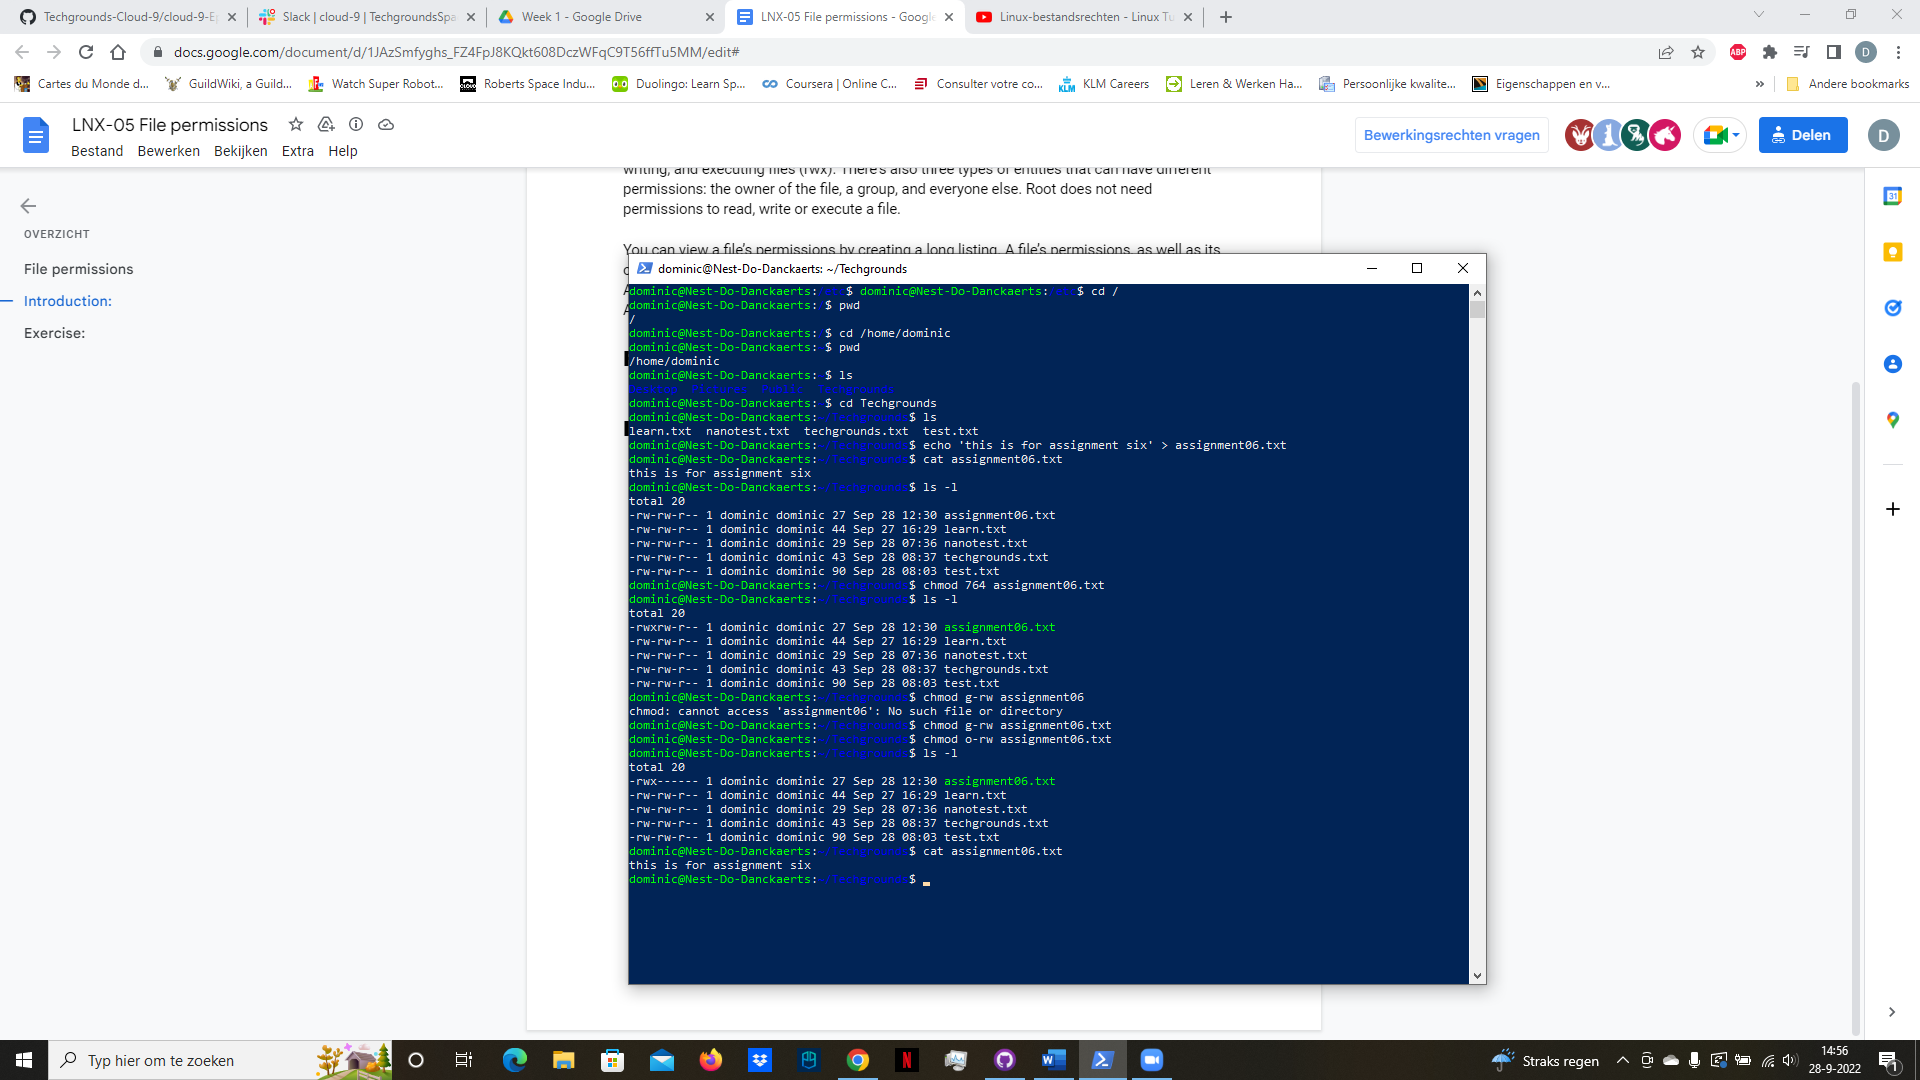 Techgrounds-Cloud-9/cloud-9-Ep
Slack | cloud-9 | TechgroundsSpa
Week 1 - Google Drive
LNX-05 File permissions - Google
Linux-bestandsrechten - Linux Tu
docs.google.com/document/d/1JAzSmfyghs_FZ4FpJ8KQkt608DczWFqC9T56ffTu5MM/edit#
ABP
D
Cartes du Monde d...
GuildWiki, a Guild...
Watch Super Robot...
Roberts Space Indu...
Duolingo: Learn Sp...
Coursera | Online C...
Consulter votre co...
KLM Careers
Leren & Werken Ha...
Persoonlijke kwalite...
Eigenschappen en v...
»
Andere bookmarks
LNX-05 File permissions
Bestand Bewerken Bekijken Extra Help
Bewerkingsrechten vragen
Delen
D
OVERZICHT
File permissions
Introduction:
Exercise:
writing, and executing files (rwx). There's also three types of entities that can have different
permissions: the owner of the file, a group, and everyone else. Root does not need
permissions to read, write or execute a file.
You can view a file's permissions by creating a long listing. A file's permissions, as well as its
dominic@Nest-Do-Danckaerts: ~/Techgrounds
dominic@Nest-Do-Danckaerts: $ dominic@Nest-Do-Danckaerts: $ cd /
dominic@Nest-Do-Danckaerts: $ pwd
/
dominic@Nest-Do-Danckaerts: $ cd /home/dominic
dominic@Nest-Do-Danckaerts: $ pwd
/home/dominic
dominic@Nest-Do-Danckaerts: $ ls
dominic@Nest-Do-Danckaerts: $ cd Techgrounds
dominic@Nest-Do-Danckaerts:~/Techgrounds$ ls
learn.txt nanotest.txt techgrounds.txt test.txt
dominic@Nest-Do-Danckaerts:~/Techgrounds$ echo 'this is for assignment six' > assignment06.txt
dominic@Nest-Do-Danckaerts:~/Techgrounds$ cat assignment06.txt
this is for assignment six
dominic@Nest-Do-Danckaerts:~/Techgrounds$ ls -l
total 20
-rw-rw-r-- 1 dominic dominic 27 Sep 28 12:30 assignment06.txt
-rw-rw-r-- 1 dominic dominic 44 Sep 27 16:29 learn.txt
-rw-rw-r-- 1 dominic dominic 29 Sep 28 07:36 nanotest.txt
-rw-rw-r-- 1 dominic dominic 43 Sep 28 08:37 techgrounds.txt
-rw-rw-r-- 1 dominic dominic 90 Sep 28 08:03 test.txt
dominic@Nest-Do-Danckaerts:~/Techgrounds$ chmod 764 assignment06.txt
dominic@Nest-Do-Danckaerts:~/Techgrounds$ ls -l
total 20
-rwxrw-r-- 1 dominic dominic 27 Sep 28 12:30 assignment06.txt
-rw-rw-r-- 1 dominic dominic 44 Sep 27 16:29 learn.txt
-rw-rw-r-- 1 dominic dominic 29 Sep 28 07:36 nanotest.txt
-rw-rw-r-- 1 dominic dominic 43 Sep 28 08:37 techgrounds.txt
-rw-rw-r-- 1 dominic dominic 90 Sep 28 08:03 test.txt
dominic@Nest-Do-Danckaerts:~/Techgrounds$ chmod g-rw assignment06
chmod: cannot access 'assignment06': No such file or directory
dominic@Nest-Do-Danckaerts:~/Techgrounds$ chmod g-rw assignment06.txt
dominic@Nest-Do-Danckaerts:~/Techgrounds$ chmod o-rw assignment06.txt
dominic@Nest-Do-Danckaerts:~/Techgrounds$ ls -l
total 20
-rwx------ 1 dominic dominic 27 Sep 28 12:30 assignment06.txt
-rw-rw-r-- 1 dominic dominic 44 Sep 27 16:29 learn.txt
-rw-rw-r-- 1 dominic dominic 29 Sep 28 07:36 nanotest.txt
-rw-rw-r-- 1 dominic dominic 43 Sep 28 08:37 techgrounds.txt
-rw-rw-r-- 1 dominic dominic 90 Sep 28 08:03 test.txt
dominic@Nest-Do-Danckaerts:~/Techgrounds$ cat assignment06.txt
this is for assignment six
dominic@Nest-Do-Danckaerts:~/Techgrounds$
Typ hier om te zoeken
Straks regen
14:56
28-9-2022
1